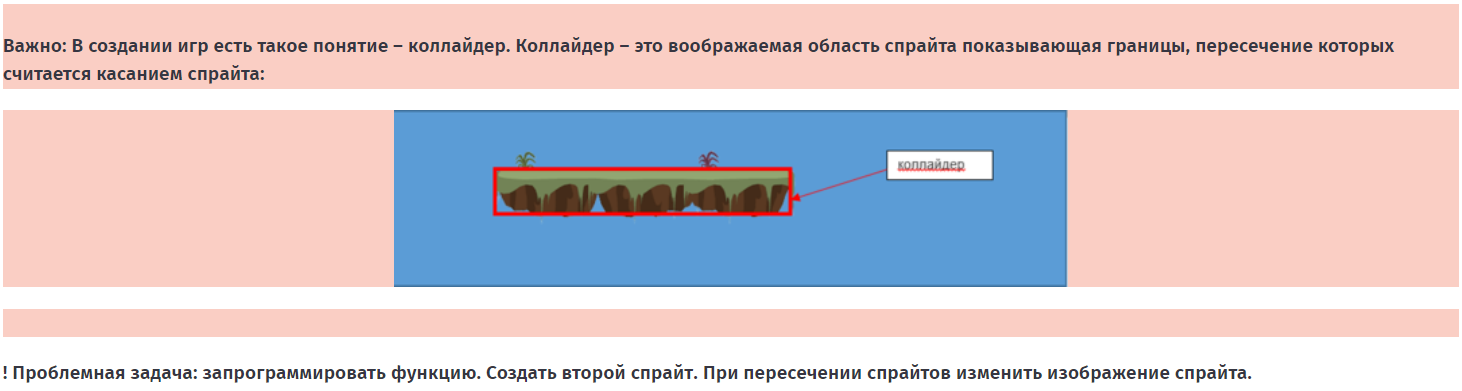 Важно: В создании игр есть такое понятие – коллайдер. Коллайдер – это воображаемая область спрайта показывающая границы, пересечение которых
считается касанием спрайта:
коллайдер
! Проблемная задача: запрограммировать функцию. Создать второй спрайт. При пересечении спрайтов изменить изображение спрайта.